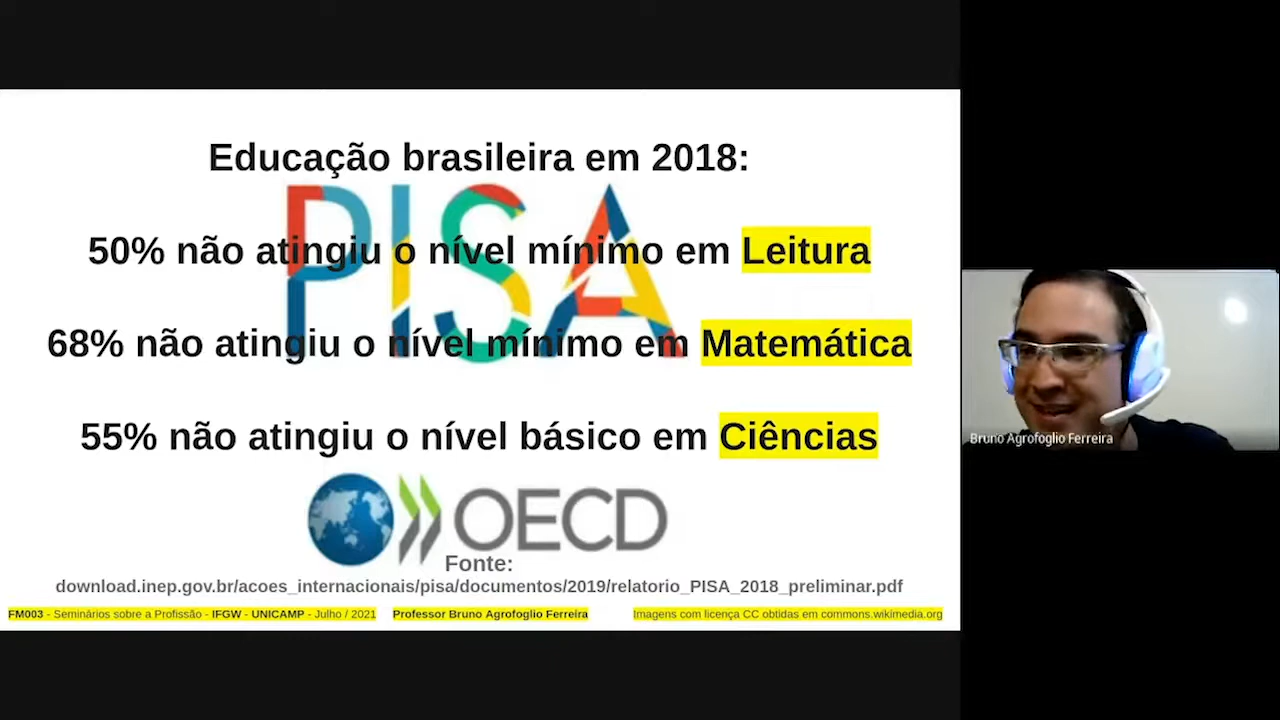 Educação brasileira em 2018:
PISA
50% não atingiu o nível mínimo em Leitura
68% não atingiu o nível mínimo em Matemática
55% não atingiu o nível básico em Ciências
OECD
Fonte:
download.inep.gov.br/acoes_internacionais/pisa/documentos/2019/relatorio_PISA_2018_preliminar.pdf
FM003 - Seminários sobre a Profissão - IFGW - UNICAMP - Julho / 2021 Professor Bruno Agrofoglio Ferreira Imagens com licença CC obtidas em commons.wikimedia.org
Bruno Agrofoglio Ferreira